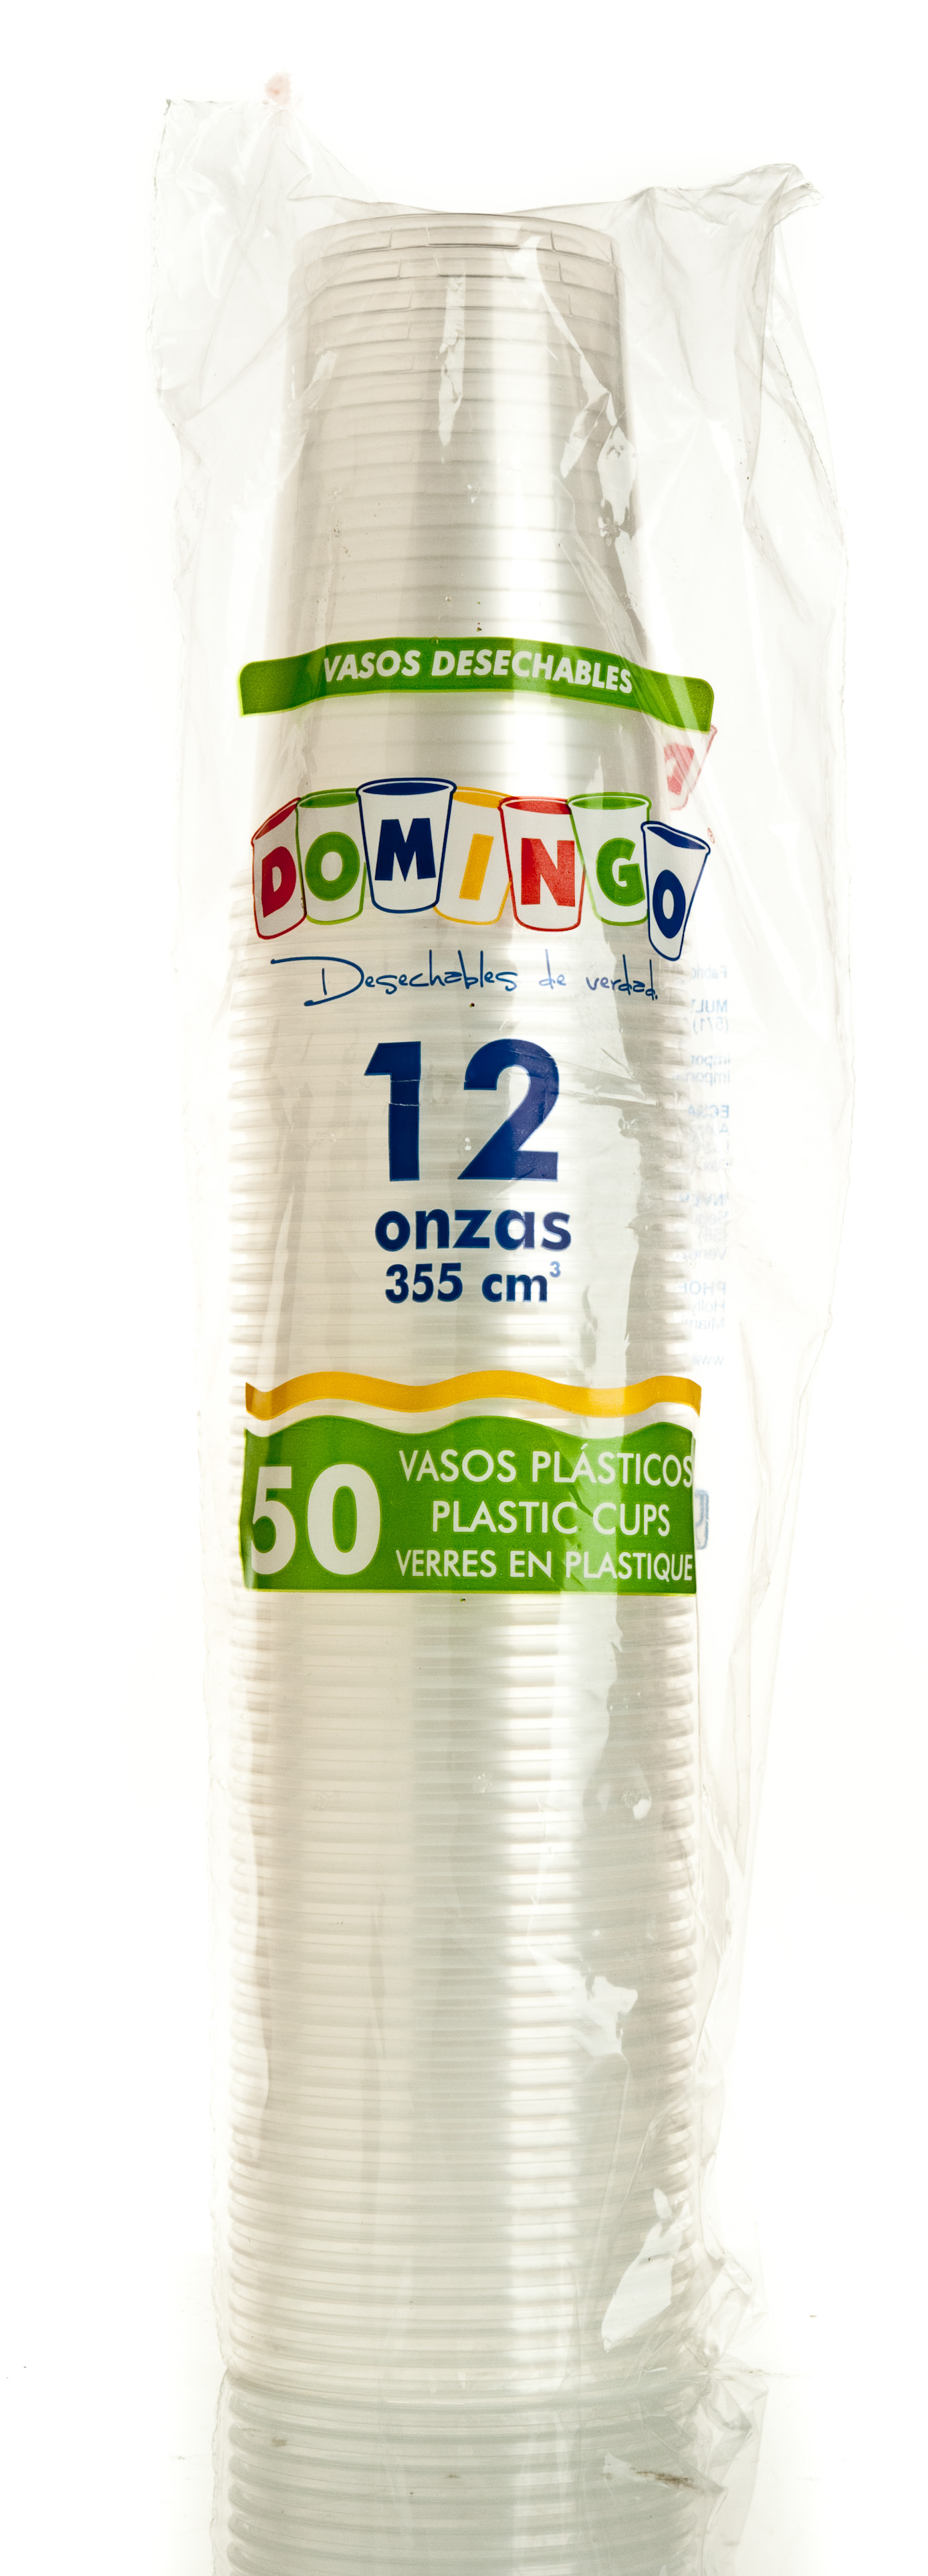 VASOS DESECHABLES
DOMINGO
®
Desechables de verdad.
12
onzas
355 cm³
50
VASOS PLÁSTICOS
PLASTIC CUPS
VERRES EN PLASTIQUE